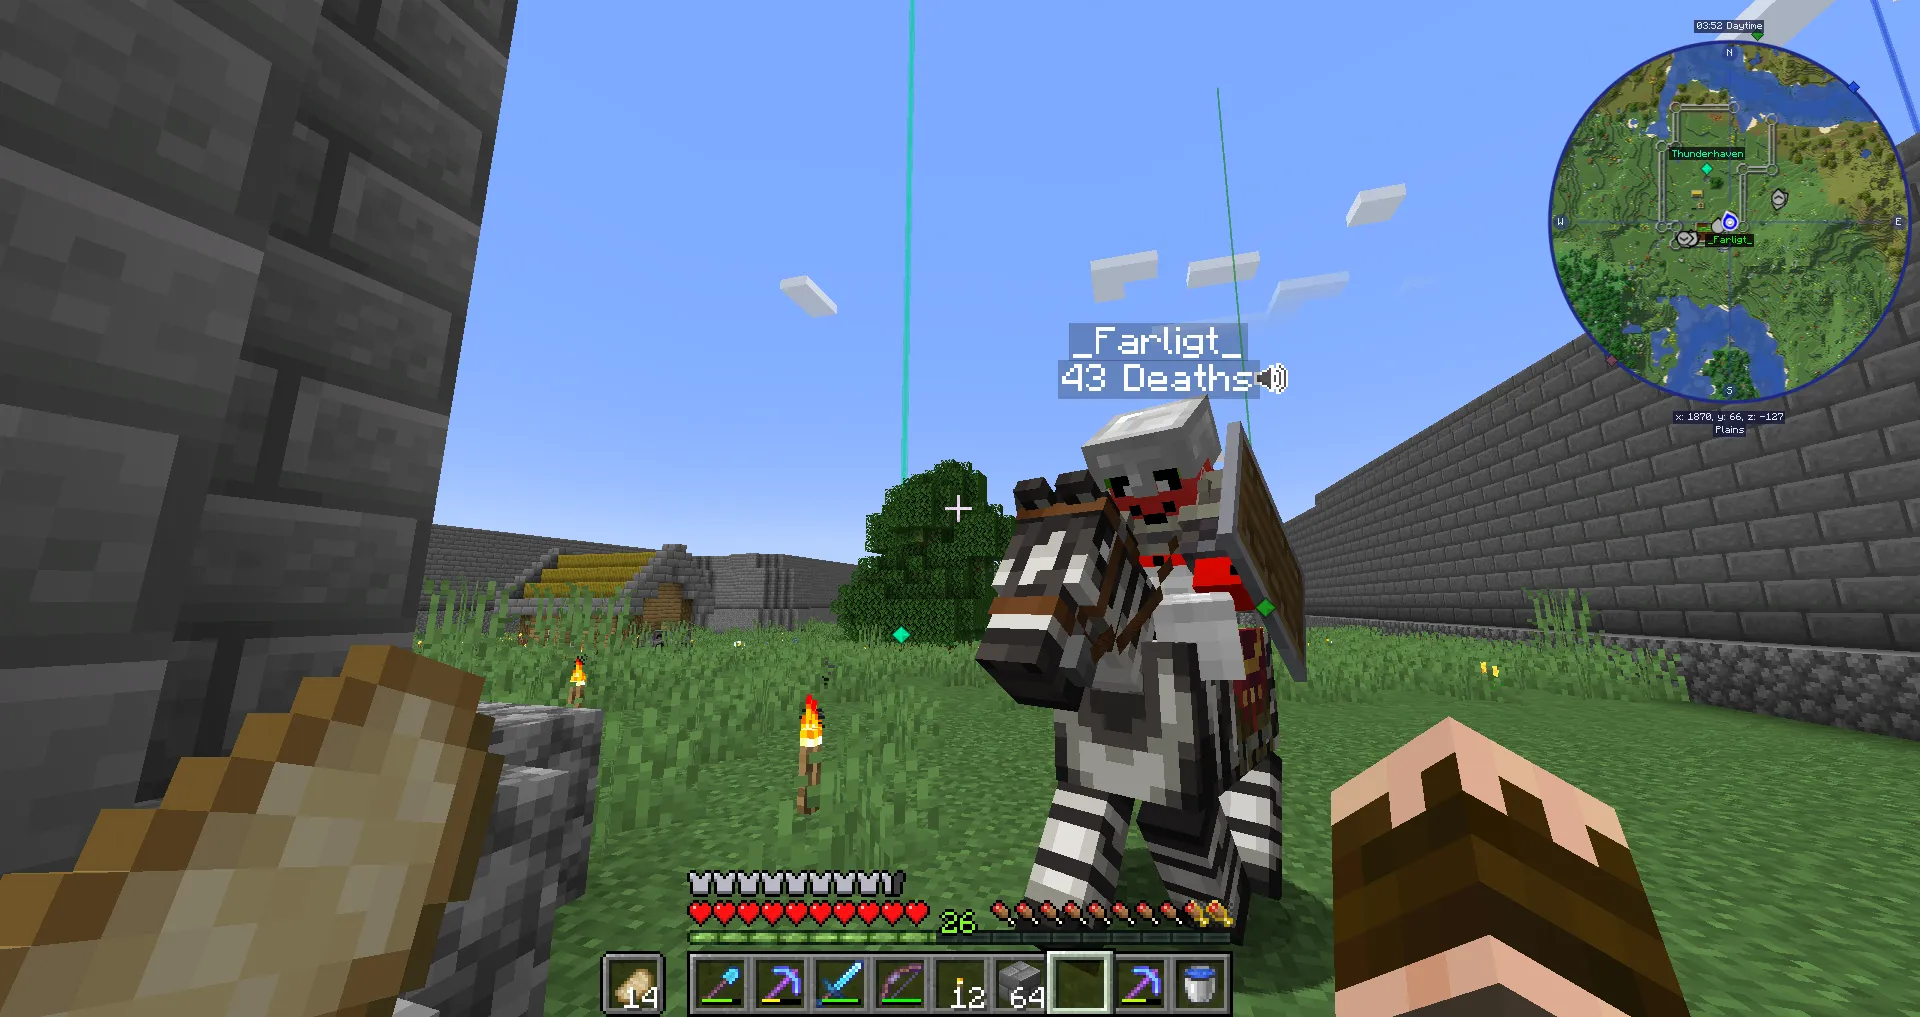 03:52 Daytime
N
Thunderhaven
W
E
_Farligt_
S
x: 1870, y: 66, z: -127
Plains
_Farligt_
43 Deaths
26
14
12
64